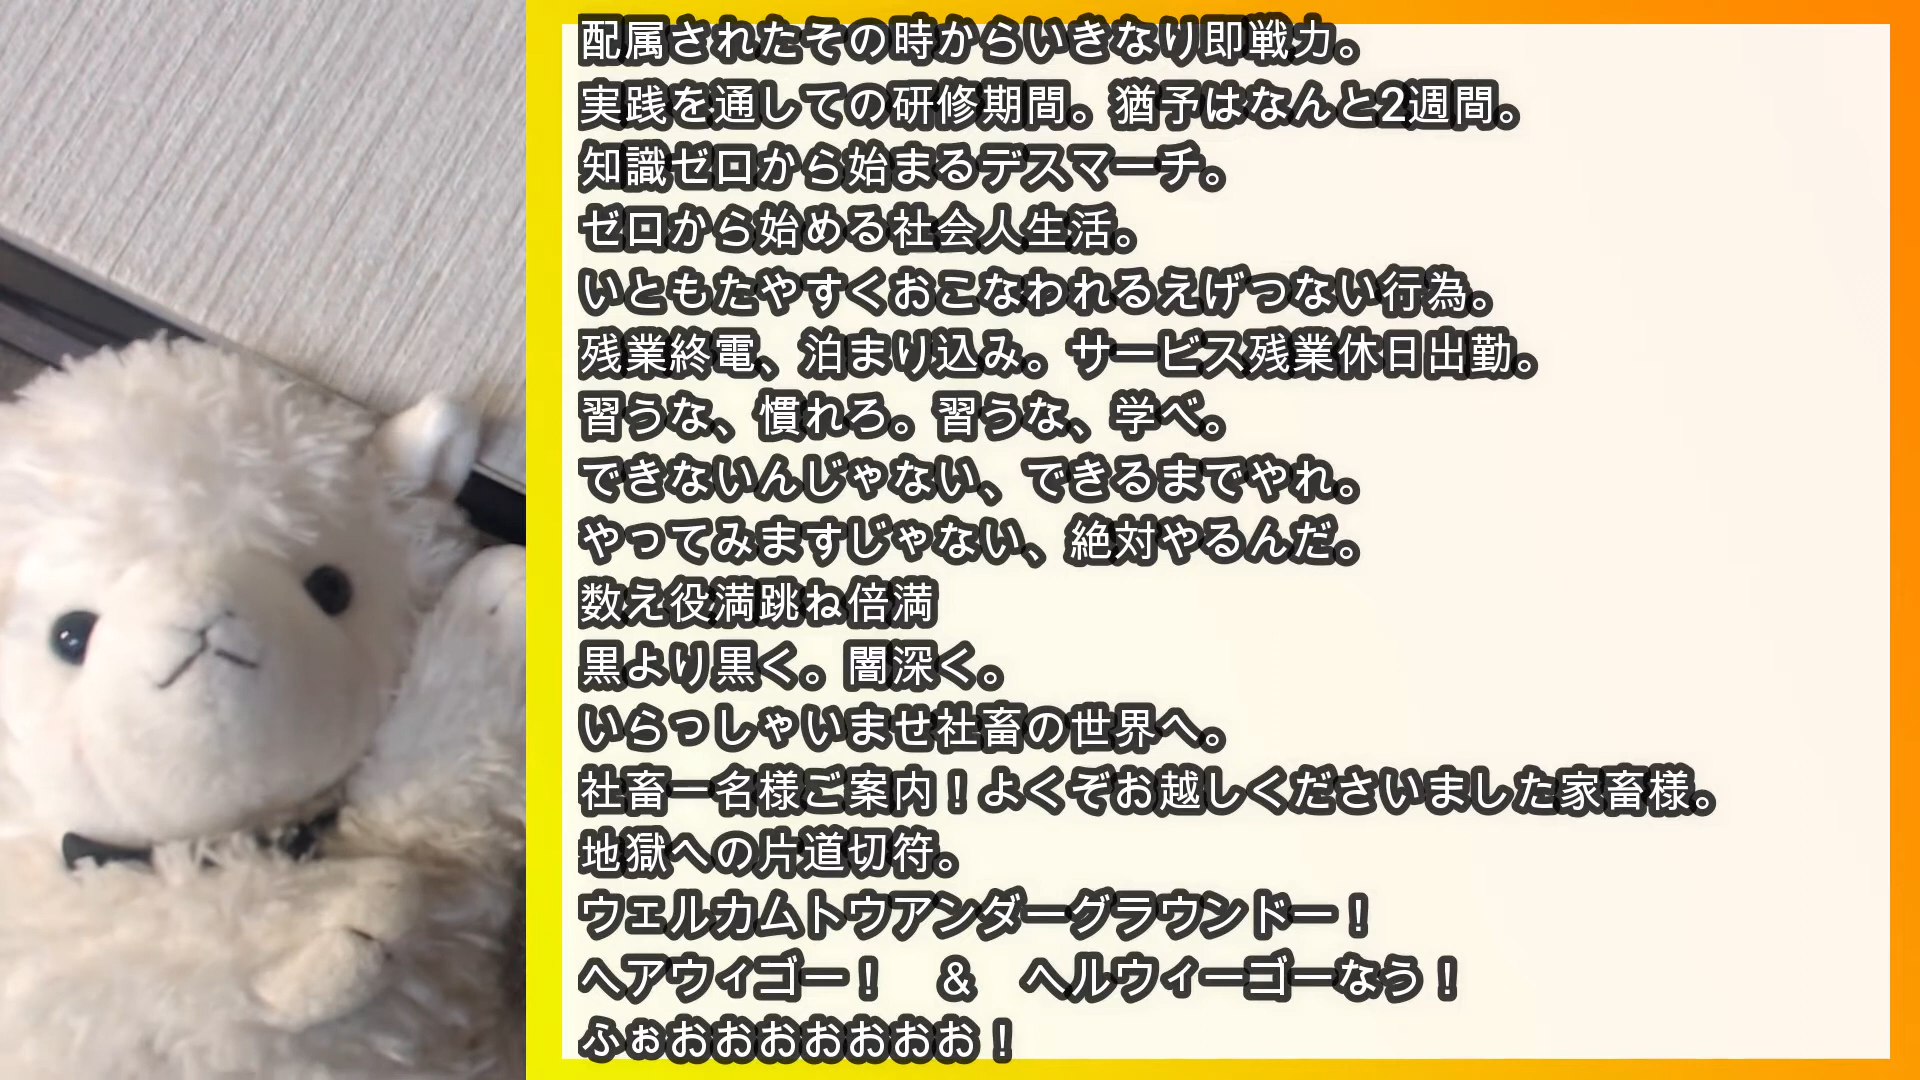 配属されたその時からいきなり即戦力。
実践を通しての研修期間。猶予はなんと2週間。
知識ゼロから始まるデスマーチ。
ゼロから始める社会人生活。
いともたやすくおこなわれるえげつない行為。
残業終電、泊まり込み。サービス残業休日出勤。
習うな、慣れろ。習うな、学べ。
できないんじゃない、できるまでやれ。
やってみますじゃない、絶対やるんだ。
数え役満跳ね倍満
黒より黒く。闇深く。
いらっしゃいませ社畜の世界へ。
社畜一名様ご案内！よくぞお越しくださいました家畜様。
地獄への片道切符。
ウェルカムトウアンダーグラウンドー！
ヘアウィゴー！　＆　ヘルウィーゴーなう！
ふぉおおおおおおお！